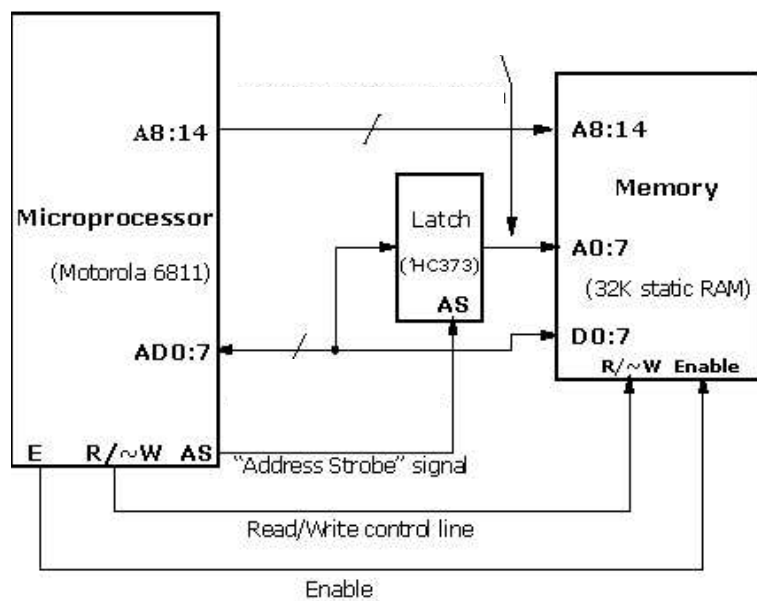 A8:14
A8:14
Memory
Microprocessor
Latch
A0:7
(Motorola 6811)
('HC373)
(32K static RAM)
AS
AD0:7
D0:7
R/~W Enable
E R/~W AS
"Address Strobe" signal
Read/Write control line
Enable